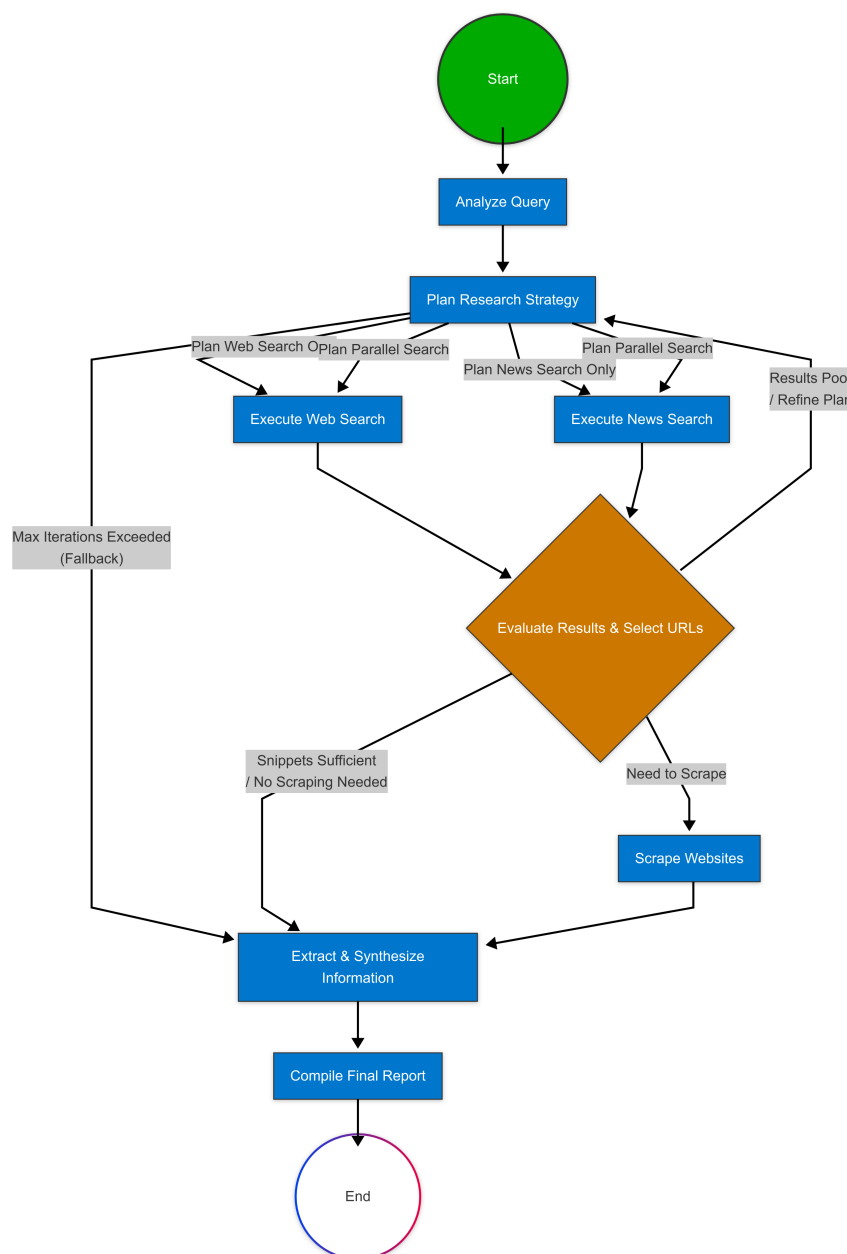 Start
Analyze Query
Plan Research Strategy
Plan Web Search
Plan Parallel Search
Plan News Search Only
Plan Parallel Search
Results
/ Refine
Execute Web Search
Execute News Search
Max Iterations Exceeded
(Fallback)
Evaluate Results & Select URLs
Snippets Sufficient
/ No Scraping Needed
Need to Scrape
Scrape Websites
Extract & Synthesize
Information
Compile Final Report
End